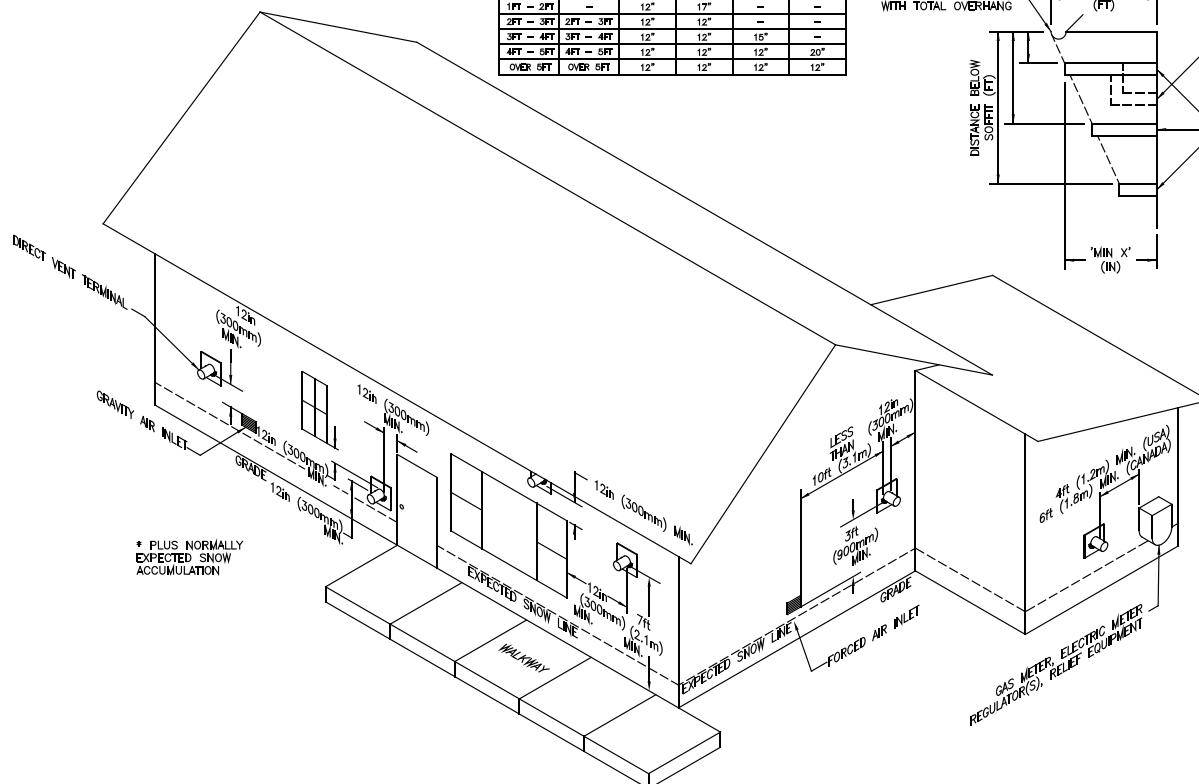 1FT - 2FT - 12" 17" - -
2FT - 3FT 2FT - 3FT 12" 12" - -
3FT - 4FT 3FT - 4FT 12" 12" 15" -
4FT - 5FT 4FT - 5FT 12" 12" 12" 20"
OVER 5FT OVER 5FT 12" 12" 12" 12"
WITH TOTAL OVERHANG
(FT)
DISTANCE BELOW
SOFFIT (FT)
'MIN X'
(IN)
DIRECT VENT TERMINAL
12in
(300mm)
MIN.
GRAVITY AIR INLET
12in (300mm)
MIN.
12in (300mm)
MIN.
GRADE
12in (300mm)
MIN.
* PLUS NORMALLY
EXPECTED SNOW
ACCUMULATION
12in (300mm) MIN.
EXPECTED SNOW LINE
12in
(300mm)
MIN.
7ft
(2.1m)
MIN.
WALKWAY
LESS
THAN
10ft (3.1m)
12in
(300mm)
MIN.
3ft
(900mm)
MIN.
EXPECTED SNOW LINE
GRADE
FORCED AIR INLET
4ft (1.2m) MIN. (USA)
6ft (1.8m) MIN. (CANADA)
GAS METER, ELECTRIC METER
REGULATOR(S), RELIEF EQUIPMENT